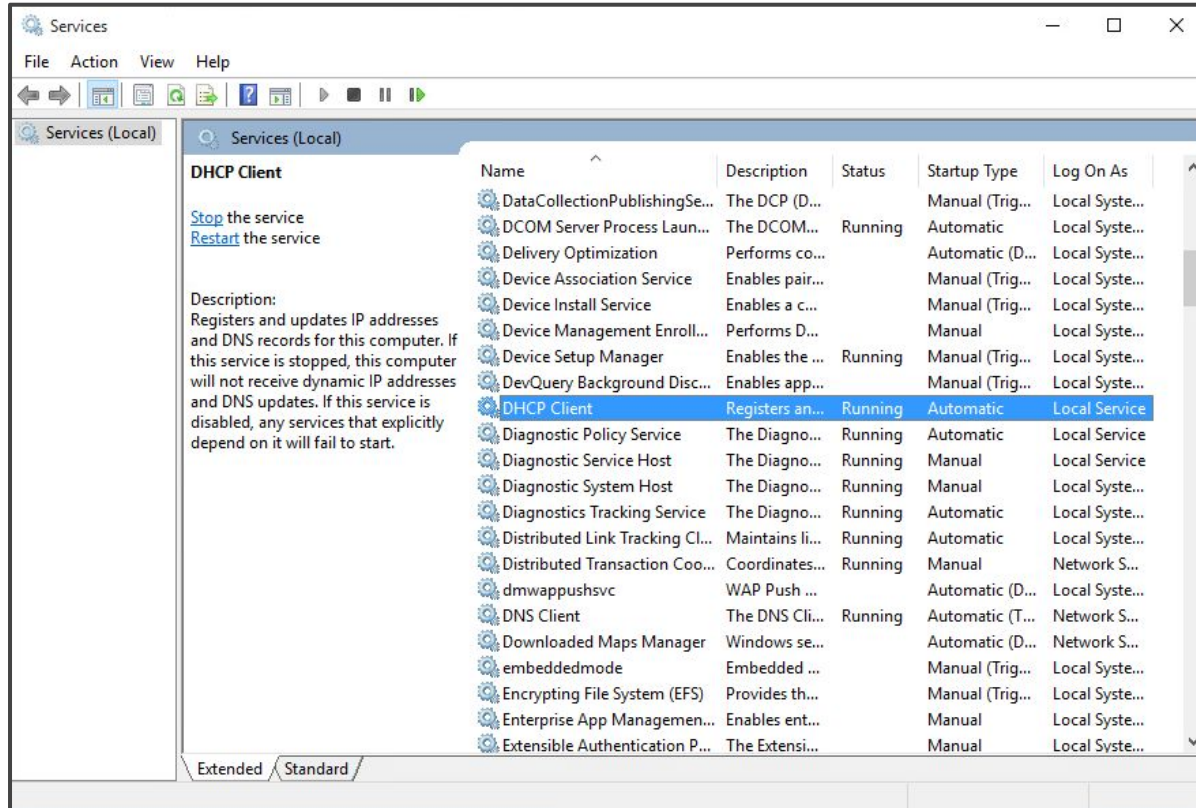 Services
File Action View Help
Services (Local)
Services (Local)
DHCP Client
Stop the service
Restart the service
Description:
Registers and updates IP addresses
and DNS records for this computer. If
this service is stopped, this computer
will not receive dynamic IP addresses
and DNS updates. If this service is
disabled, any services that explicitly
depend on it will fail to start.
Name Description Status Startup Type Log On As
DataCollectionPublishingSe... The DCP (D... Manual (Trig... Local Syste...
DCOM Server Process Laun... The DCOM... Running Automatic Local Syste...
Delivery Optimization Performs co... Automatic (D... Local Syste...
Device Association Service Enables pair... Manual (Trig... Local Syste...
Device Install Service Enables a c... Manual (Trig... Local Syste...
Device Management Enroll... Performs D... Manual Local Syste...
Device Setup Manager Enables the ... Running Manual (Trig... Local Syste...
DevQuery Background Disc... Enables app... Manual (Trig... Local Syste...
DHCP Client Registers an... Running Automatic Local Service
Diagnostic Policy Service The Diagno... Running Automatic Local Service
Diagnostic Service Host The Diagno... Running Manual Local Service
Diagnostic System Host The Diagno... Running Manual Local Syste...
Diagnostics Tracking Service The Diagno... Running Automatic Local Syste...
Distributed Link Tracking Cl... Maintains li... Running Automatic Local Syste...
Distributed Transaction Coo... Coordinates... Running Manual Network S...
dmwappushsvc WAP Push ... Automatic (D... Local Syste...
DNS Client The DNS Cli... Running Automatic (T... Network S...
Downloaded Maps Manager Windows se... Automatic (D... Network S...
embeddedmode Embedded ... Manual (Trig... Local Syste...
Encrypting File System (EFS) Provides th... Manual (Trig... Local Syste...
Enterprise App Managemen... Enables ent... Manual Local Syste...
Extensible Authentication P... The Extensi... Manual Local Syste...
Extended Standard